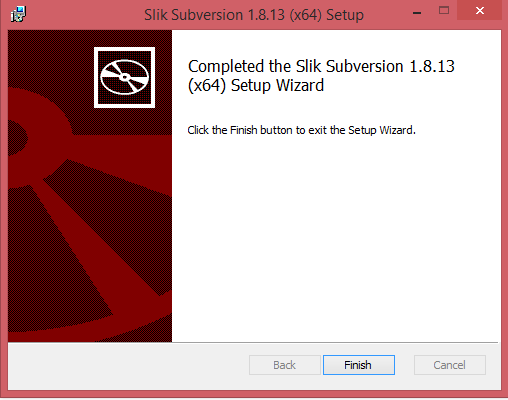 Slik Subversion 1.8.13 (x64) Setup
Completed the Slik Subversion 1.8.13
(x64) Setup Wizard
Click the Finish button to exit the Setup Wizard.
Back
Finish
Cancel